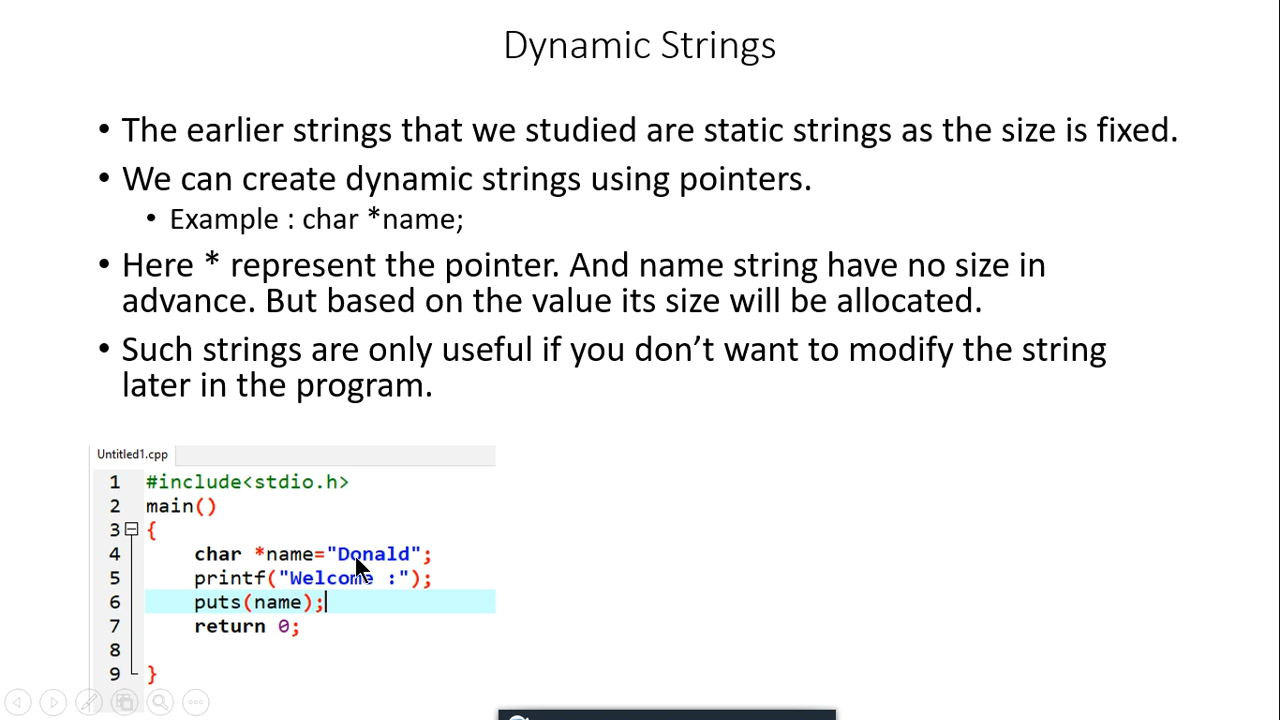 Dynamic Strings
• The earlier strings that we studied are static strings as the size is fixed.
• We can create dynamic strings using pointers.
• Example : char *name;
• Here * represent the pointer. And name string have no size in
advance. But based on the value its size will be allocated.
• Such strings are only useful if you don’t want to modify the string
later in the program.
Untitled1.cpp
1 #include<stdio.h>
2 main()
3 {
4 char *name="Donald";
5 printf("Welcome :");
6 puts(name);
7 return 0;
8
9 }